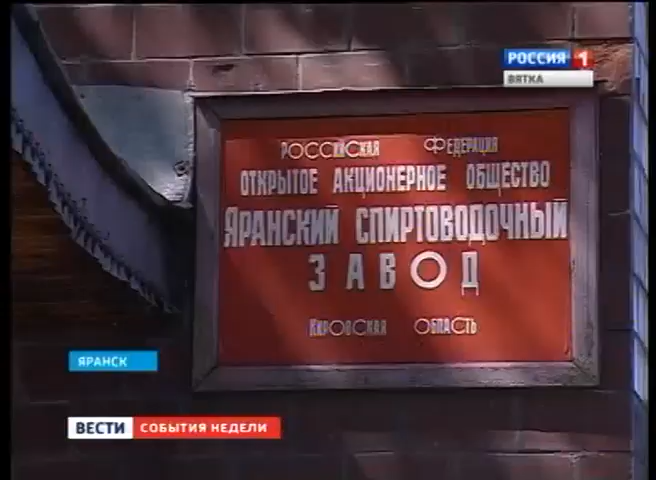 РОССИЯ 1
ВЯТКА
РОССИЙСКАЯ ФЕДЕРАЦИЯ
ОТКРЫТОЕ АКЦИОНЕРНОЕ ОБЩЕСТВО
ЯРАНСКИЙ СПИРТОВОДОЧНЫЙ
ЗАВОД
КИРОВСКАЯ ОБЛАСТЬ
ЯРАНСК
ВЕСТИ СОБЫТИЯ НЕДЕЛИ